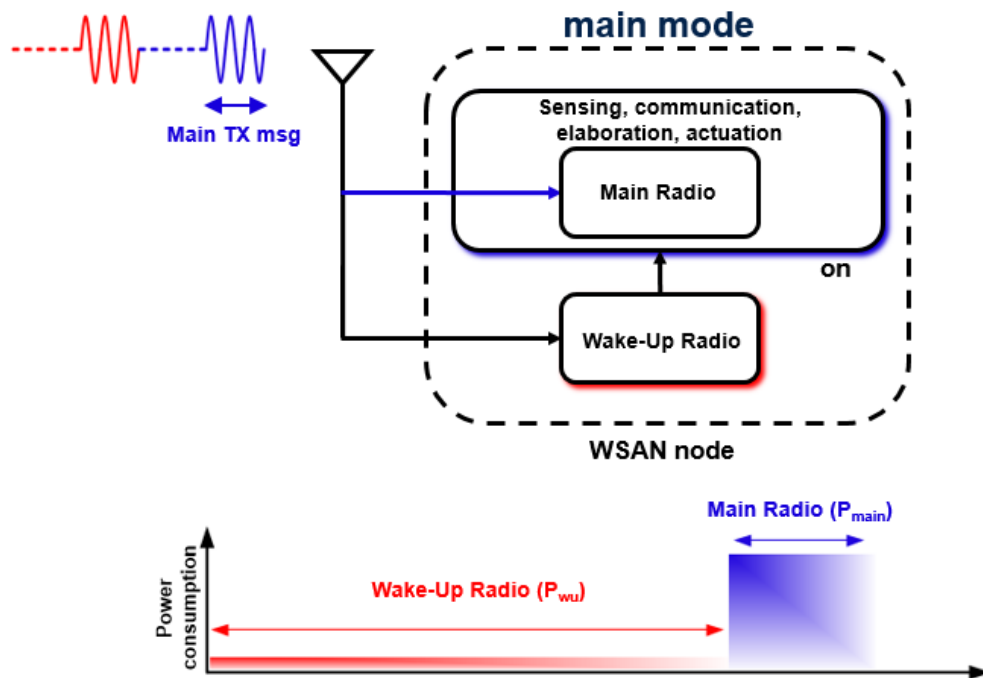 main mode
Main TX msg
Sensing, communication,
elaboration, actuation
Main Radio
on
Wake-Up Radio
WSAN node
Main Radio (Pmain)
Wake-Up Radio (Pwu)
Power
consumption